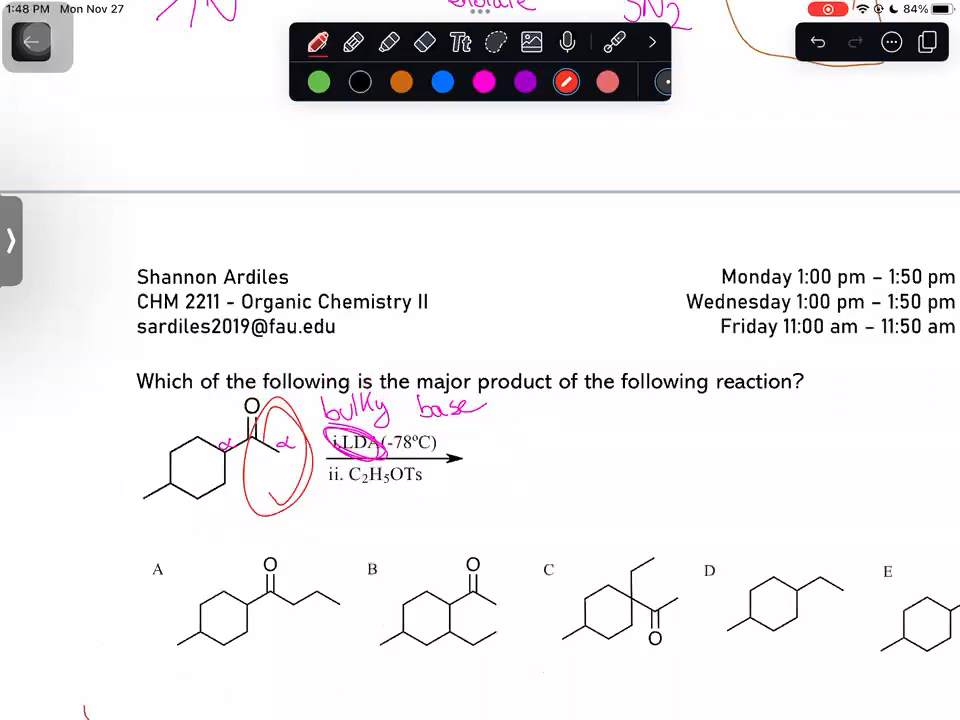 1:48 PM Mon Nov 27
84%
enolate SN2
Tt
Shannon Ardiles
Monday 1:00 pm – 1:50 pm
CHM 2211 - Organic Chemistry II
Wednesday 1:00 pm – 1:50 pm
sardiles2019@fau.edu
Friday 11:00 am – 11:50 am
Which of the following is the major product of the following reaction?
O
bulky base
α α
i.LDA(-78ºC)
ii. C₂H₅OTs
A O
B O
C O
D
E